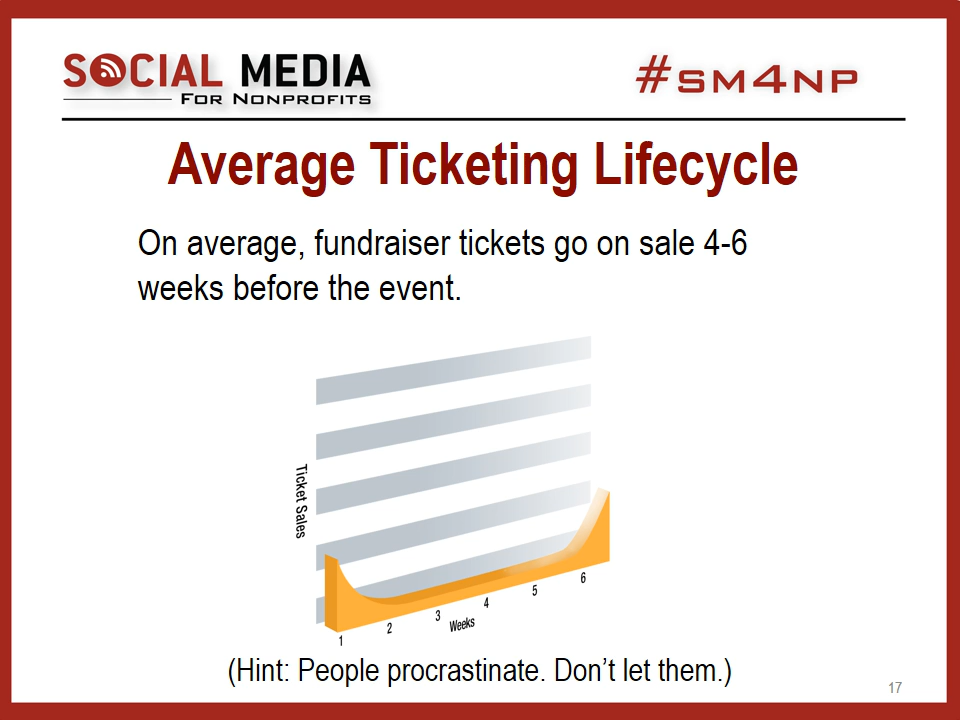 SOCIAL MEDIA
FOR NONPROFITS
#SM4NP
Average Ticketing Lifecycle
On average, fundraiser tickets go on sale 4-6
weeks before the event.
Ticket Sales
1 2 3 4 5 6
Weeks
(Hint: People procrastinate. Don’t let them.)
17